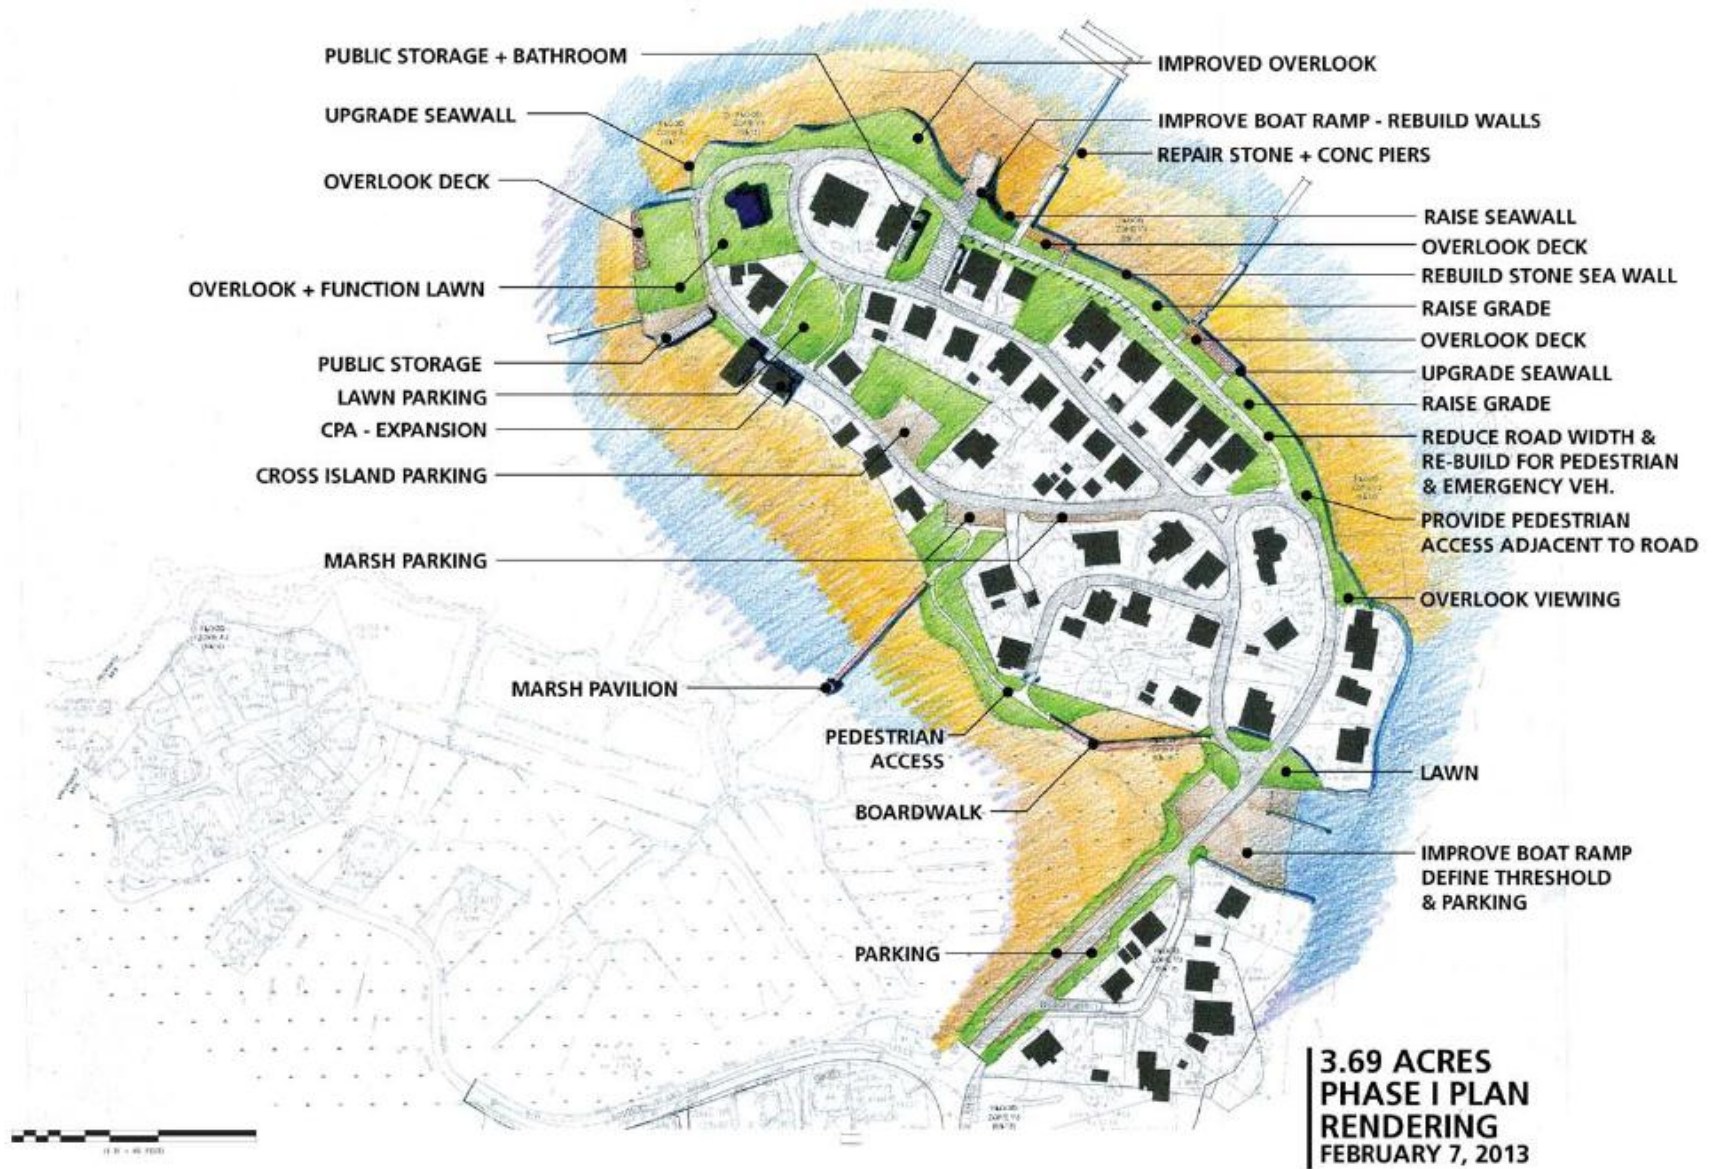 PUBLIC STORAGE + BATHROOM
UPGRADE SEAWALL
OVERLOOK DECK
OVERLOOK + FUNCTION LAWN
PUBLIC STORAGE
LAWN PARKING
CPA - EXPANSION
CROSS ISLAND PARKING
MARSH PARKING
MARSH PAVILION
PEDESTRIAN
ACCESS
BOARDWALK
PARKING
IMPROVED OVERLOOK
IMPROVE BOAT RAMP - REBUILD WALLS
REPAIR STONE + CONC PIERS
RAISE SEAWALL
OVERLOOK DECK
REBUILD STONE SEA WALL
RAISE GRADE
OVERLOOK DECK
UPGRADE SEAWALL
RAISE GRADE
REDUCE ROAD WIDTH &
RE-BUILD FOR PEDESTRIAN
& EMERGENCY VEH.
PROVIDE PEDESTRIAN
ACCESS ADJACENT TO ROAD
OVERLOOK VIEWING
LAWN
IMPROVE BOAT RAMP
DEFINE THRESHOLD
& PARKING
3.69 ACRES
PHASE I PLAN
RENDERING
FEBRUARY 7, 2013